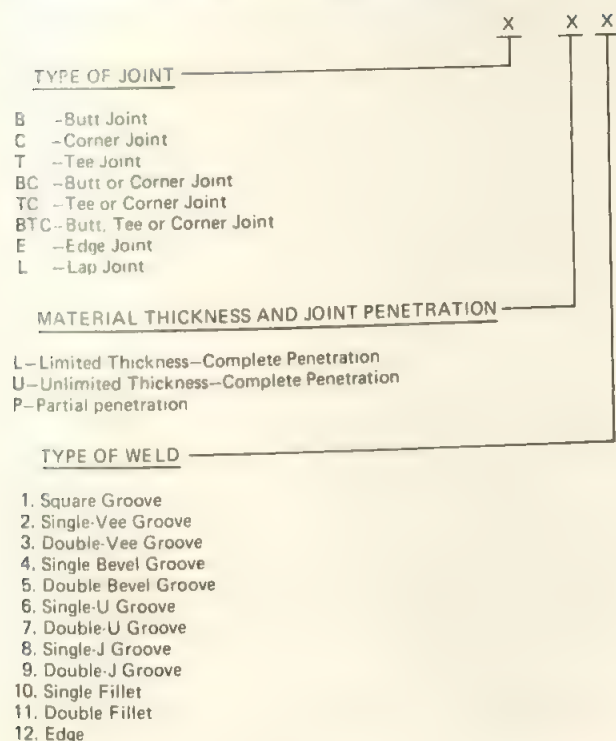 X X X
TYPE OF JOINT
B –Butt Joint
C –Corner Joint
T –Tee Joint
BC –Butt or Corner Joint
TC –Tee or Corner Joint
BTC–Butt, Tee or Corner Joint
E –Edge Joint
L –Lap Joint
MATERIAL THICKNESS AND JOINT PENETRATION
L–Limited Thickness–Complete Penetration
U–Unlimited Thickness–Complete Penetration
P–Partial penetration
TYPE OF WELD
1. Square Groove
2. Single-Vee Groove
3. Double-Vee Groove
4. Single Bevel Groove
5. Double Bevel Groove
6. Single-U Groove
7. Double-U Groove
8. Single-J Groove
9. Double-J Groove
10. Single Fillet
11. Double Fillet
12. Edge